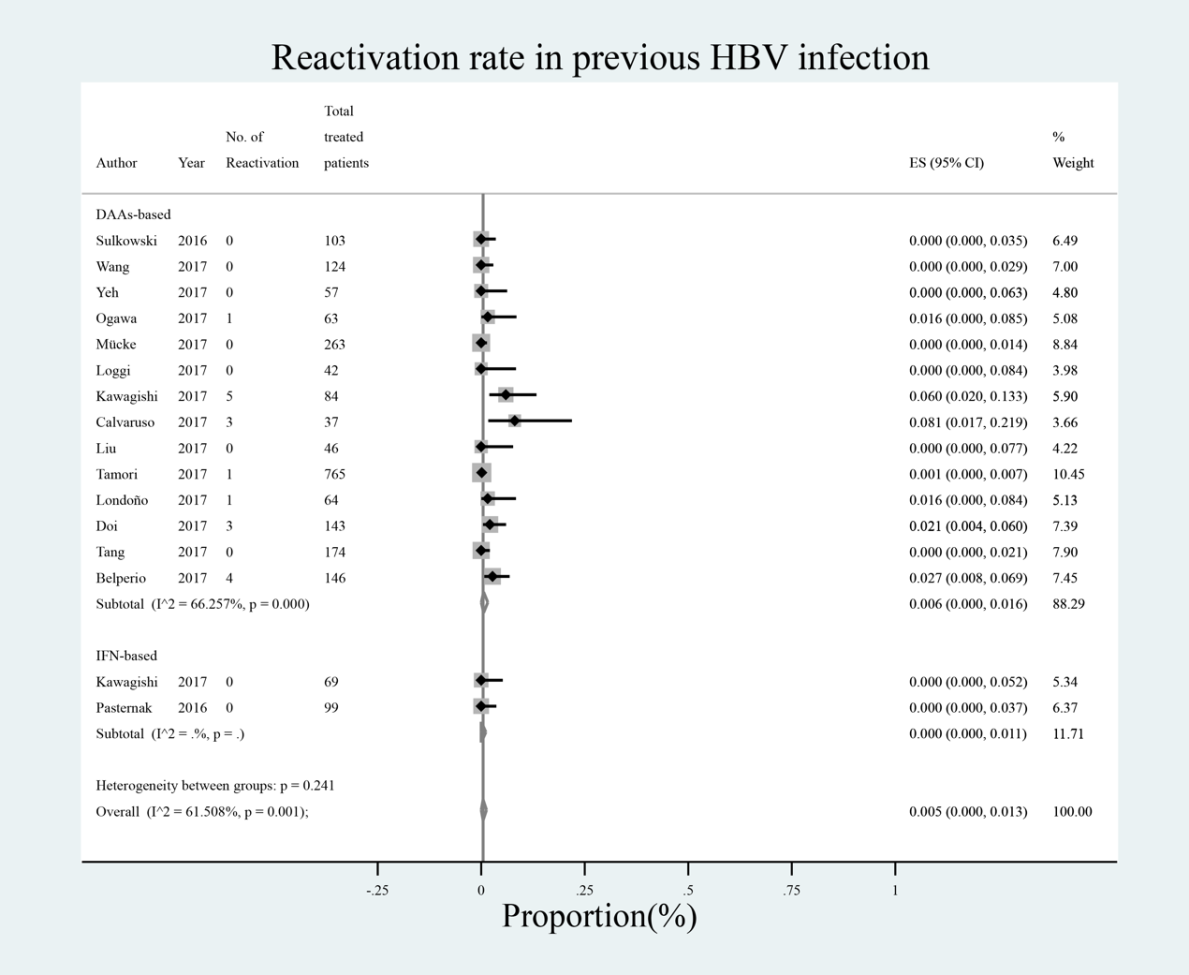 Reactivation rate in previous HBV infection
Total
No. of treated %
Author Year Reactivation patients ES (95% CI) Weight
DAAs-based
Sulkowski 2016 0 103 0.000 (0.000, 0.035) 6.49
Wang 2017 0 124 0.000 (0.000, 0.029) 7.00
Yeh 2017 0 57 0.000 (0.000, 0.063) 4.80
Ogawa 2017 1 63 0.016 (0.000, 0.085) 5.08
Mücke 2017 0 263 0.000 (0.000, 0.014) 8.84
Loggi 2017 0 42 0.000 (0.000, 0.084) 3.98
Kawagishi 2017 5 84 0.060 (0.020, 0.133) 5.90
Calvaruso 2017 3 37 0.081 (0.017, 0.219) 3.66
Liu 2017 0 46 0.000 (0.000, 0.077) 4.22
Tamori 2017 1 765 0.001 (0.000, 0.007) 10.45
Londoño 2017 1 64 0.016 (0.000, 0.084) 5.13
Doi 2017 3 143 0.021 (0.004, 0.060) 7.39
Tang 2017 0 174 0.000 (0.000, 0.021) 7.90
Belperio 2017 4 146 0.027 (0.008, 0.069) 7.45
Subtotal (I^2 = 66.257%, p = 0.000) 0.006 (0.000, 0.016) 88.29
IFN-based
Kawagishi 2017 0 69 0.000 (0.000, 0.052) 5.34
Pasternak 2016 0 99 0.000 (0.000, 0.037) 6.37
Subtotal (I^2 = .%, p = .) 0.000 (0.000, 0.011) 11.71
Heterogeneity between groups: p = 0.241
Overall (I^2 = 61.508%, p = 0.001); 0.005 (0.000, 0.013) 100.00
-.25 0 .25 .5 .75 1
Proportion(%)